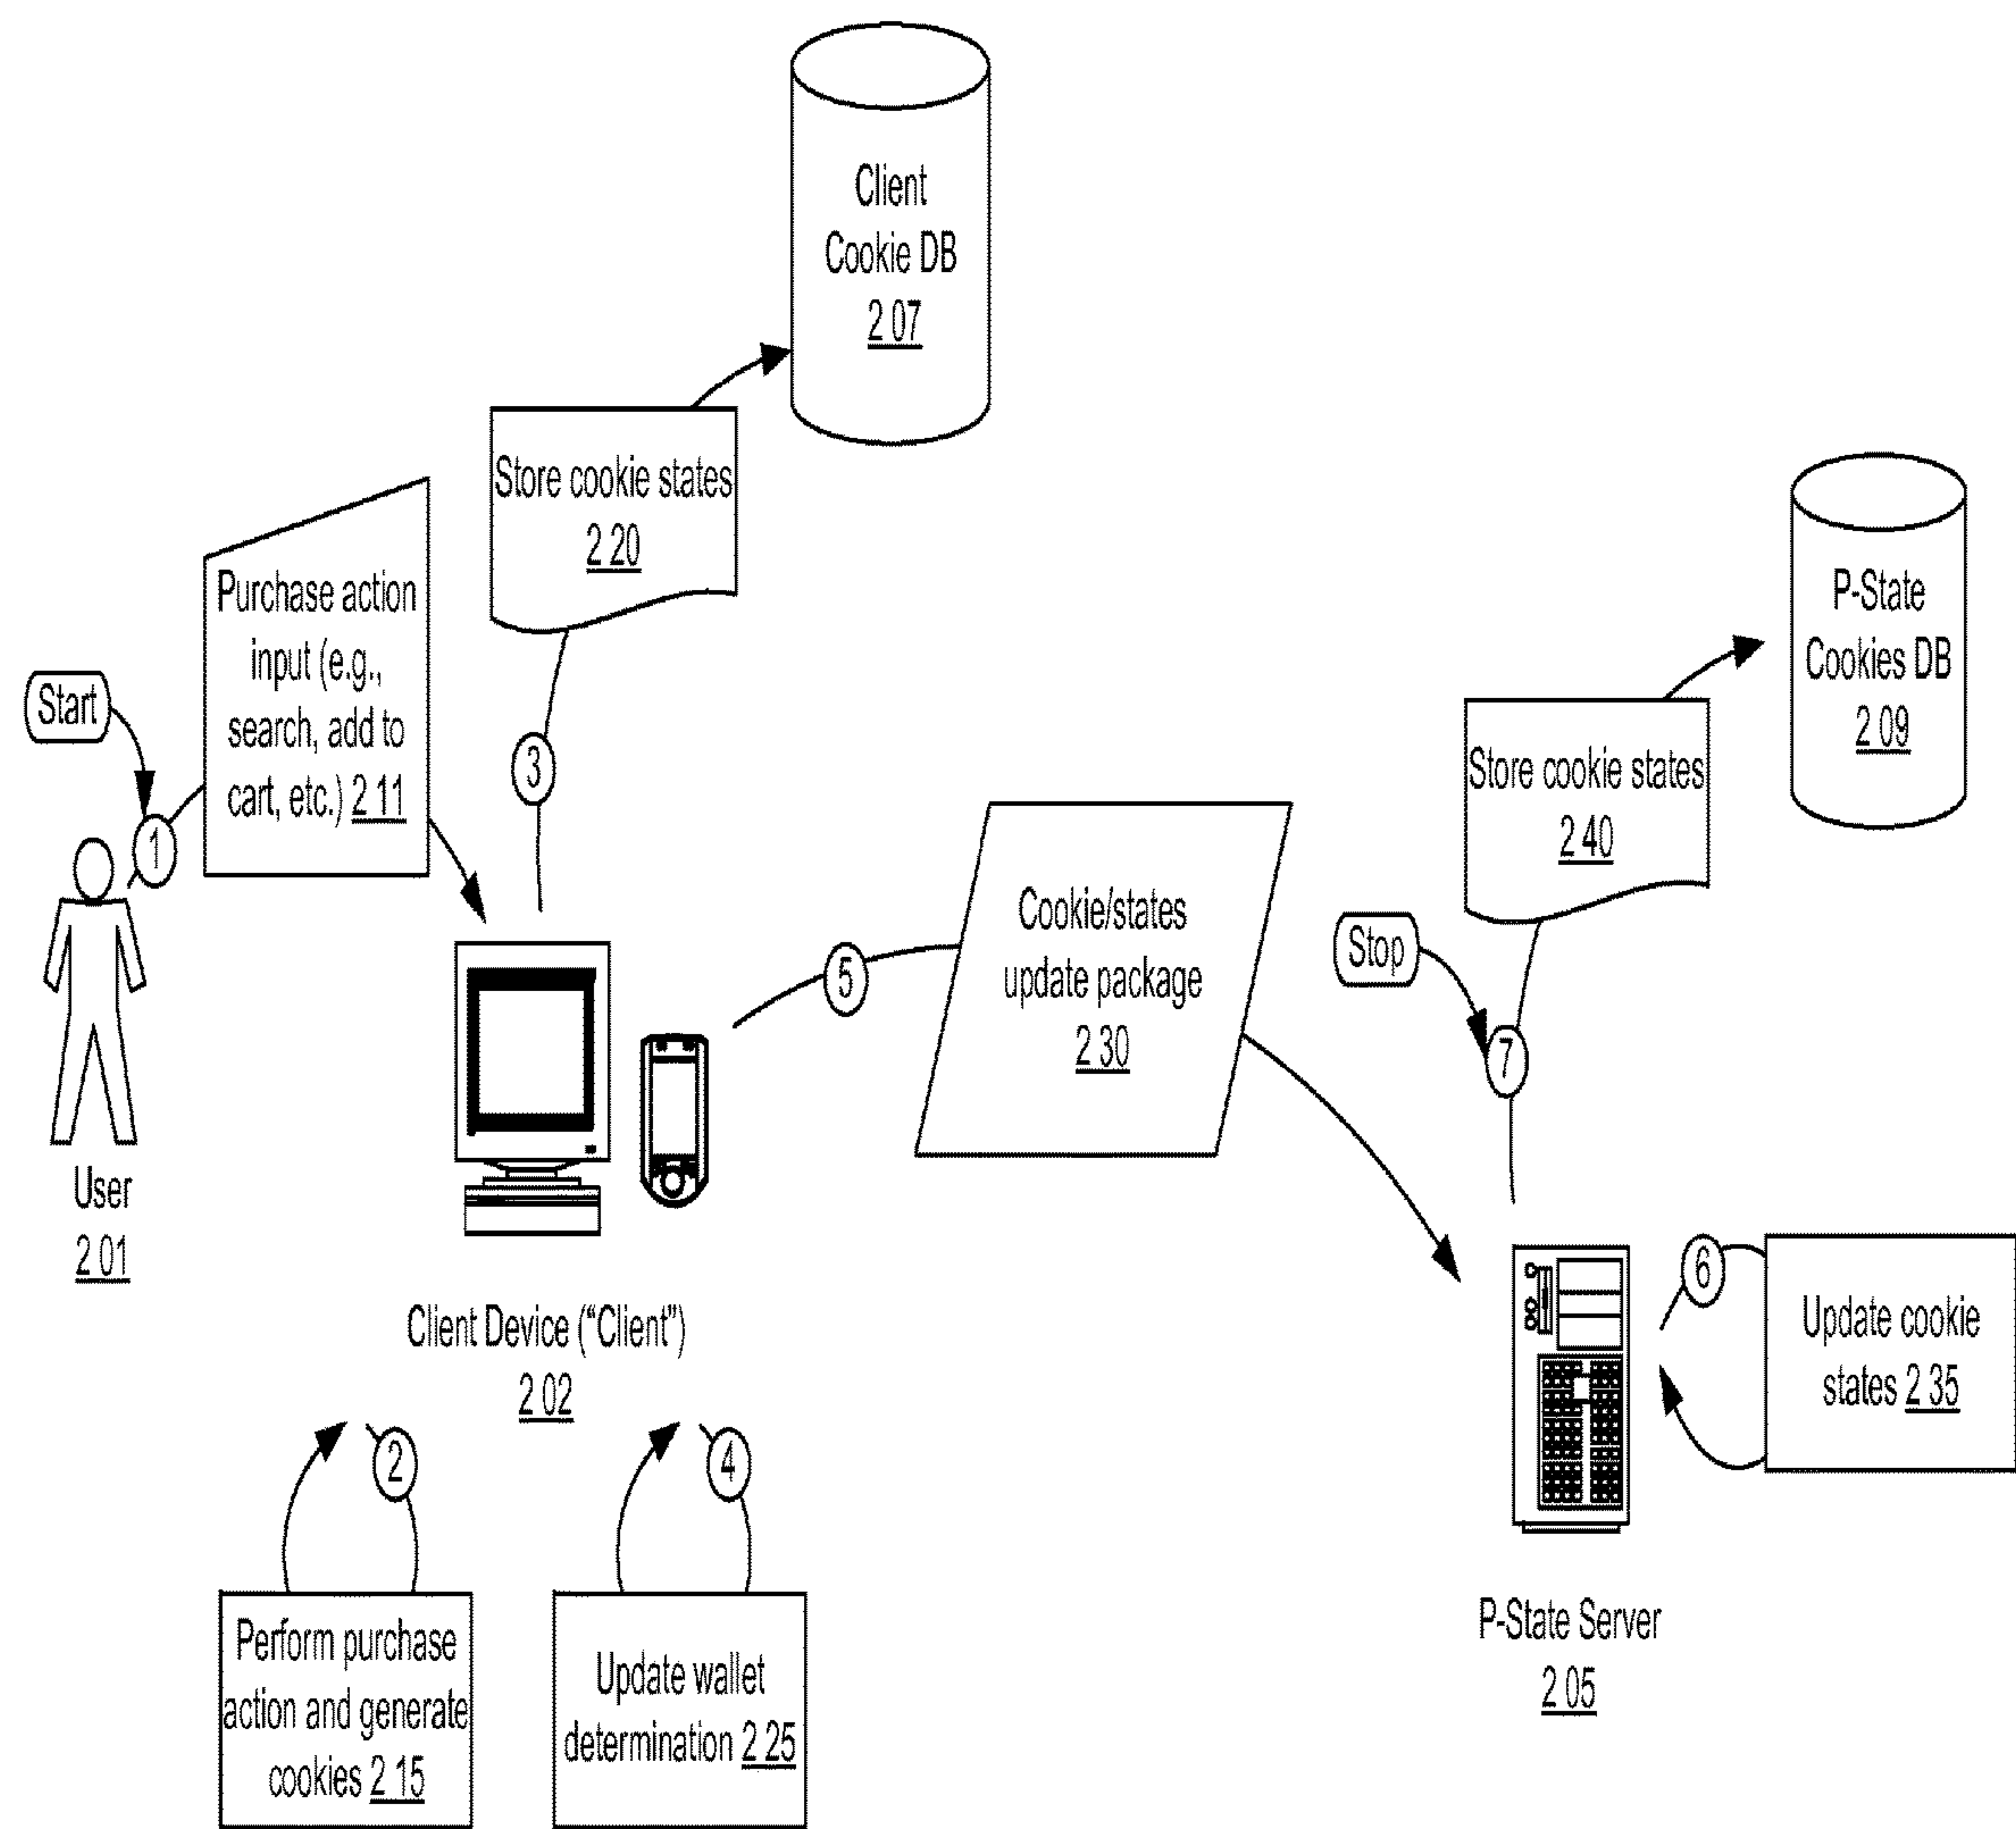 Client
Cookie DB
2 07
Store cookie states
2 20
P-State
Cookies DB
2 09
Purchase action
input (e.g.,
search, add to
cart, etc.) 2 11
Start
1
3
Store cookie states
2 40
Cookie/states
update package
2 30
5
Stop
7
User
2 01
Client Device ("Client")
2 02
6
Update cookie
states 2 35
2
4
Perform purchase
action and generate
cookies 2 15
Update wallet
determination 2 25
P-State Server
2 05